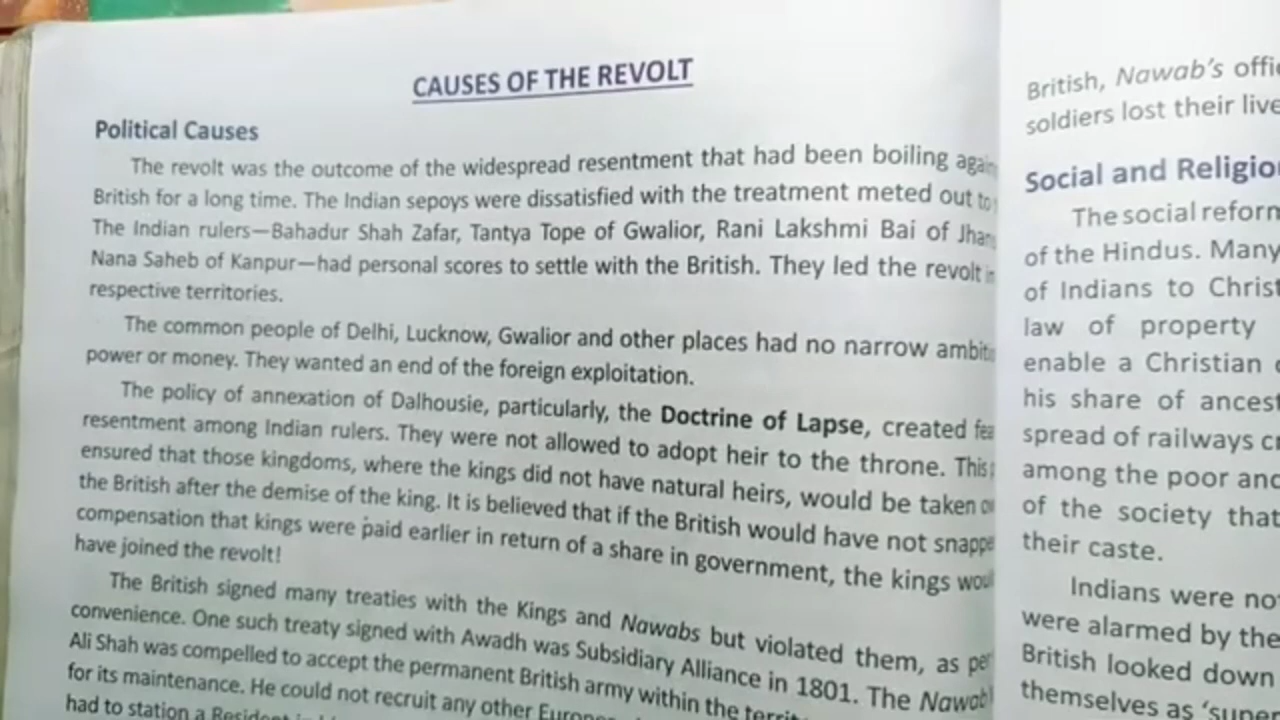 CAUSES OF THE REVOLT
Political Causes
The revolt was the outcome of the widespread resentment that had been boiling
British for a long time. The Indian sepoys were dissatisfied with the treatment meted out to
The Indian rulers—Bahadur Shah Zafar, Tantya Tope of Gwalior, Rani Lakshmi Bai of
Nana Saheb of Kanpur—had personal scores to settle with the British. They led the revolt
respective territories.
The common people of Delhi, Lucknow, Gwalior and other places had no narrow
power or money. They wanted an end of the foreign exploitation.
The policy of annexation of Dalhousie, particularly, the Doctrine of Lapse, created
resentment among Indian rulers. They were not allowed to adopt heir to the throne. This
ensured that those kingdoms, where the kings did not have natural heirs, would be taken
the British after the demise of the king. It is believed that if the British would have not
compensation that kings were paid earlier in return of a share in government, the kings
have joined the revolt!
The British signed many treaties with the Kings and Nawabs but violated them, as
convenience. One such treaty signed with Awadh was Subsidiary Alliance in 1801. The Nawab
Ali Shah was compelled to accept the permanent British army within the
for its maintenance. He could not recruit any other
had to station a
British, Nawab's
soldiers lost their
Social and
The social
of the Hindus. Many
of Indians to
law of property
enable a Christian
his share of
spread of railways
among the poor
of the society that
their caste.
Indians were
were alarmed by the
British looked down
themselves as